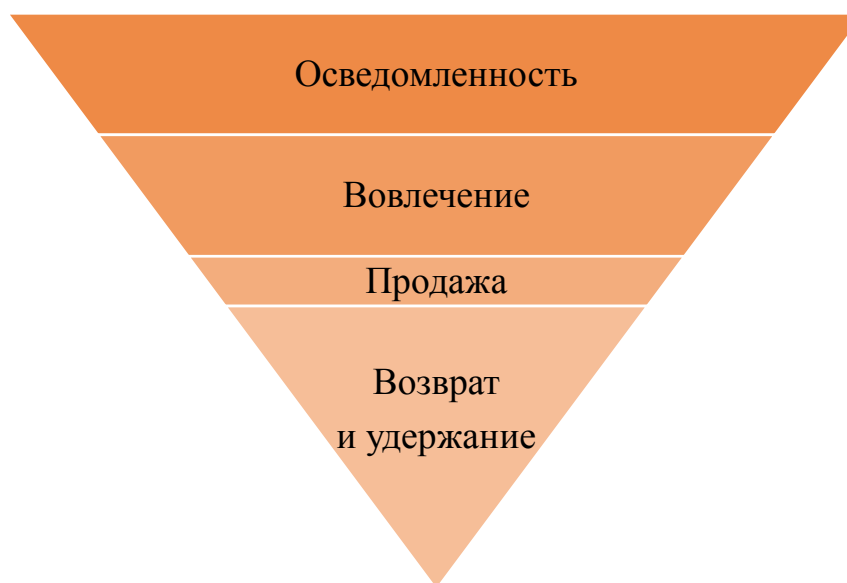 Осведомленность
Вовлечение
Продажа
Возврат
и удержание